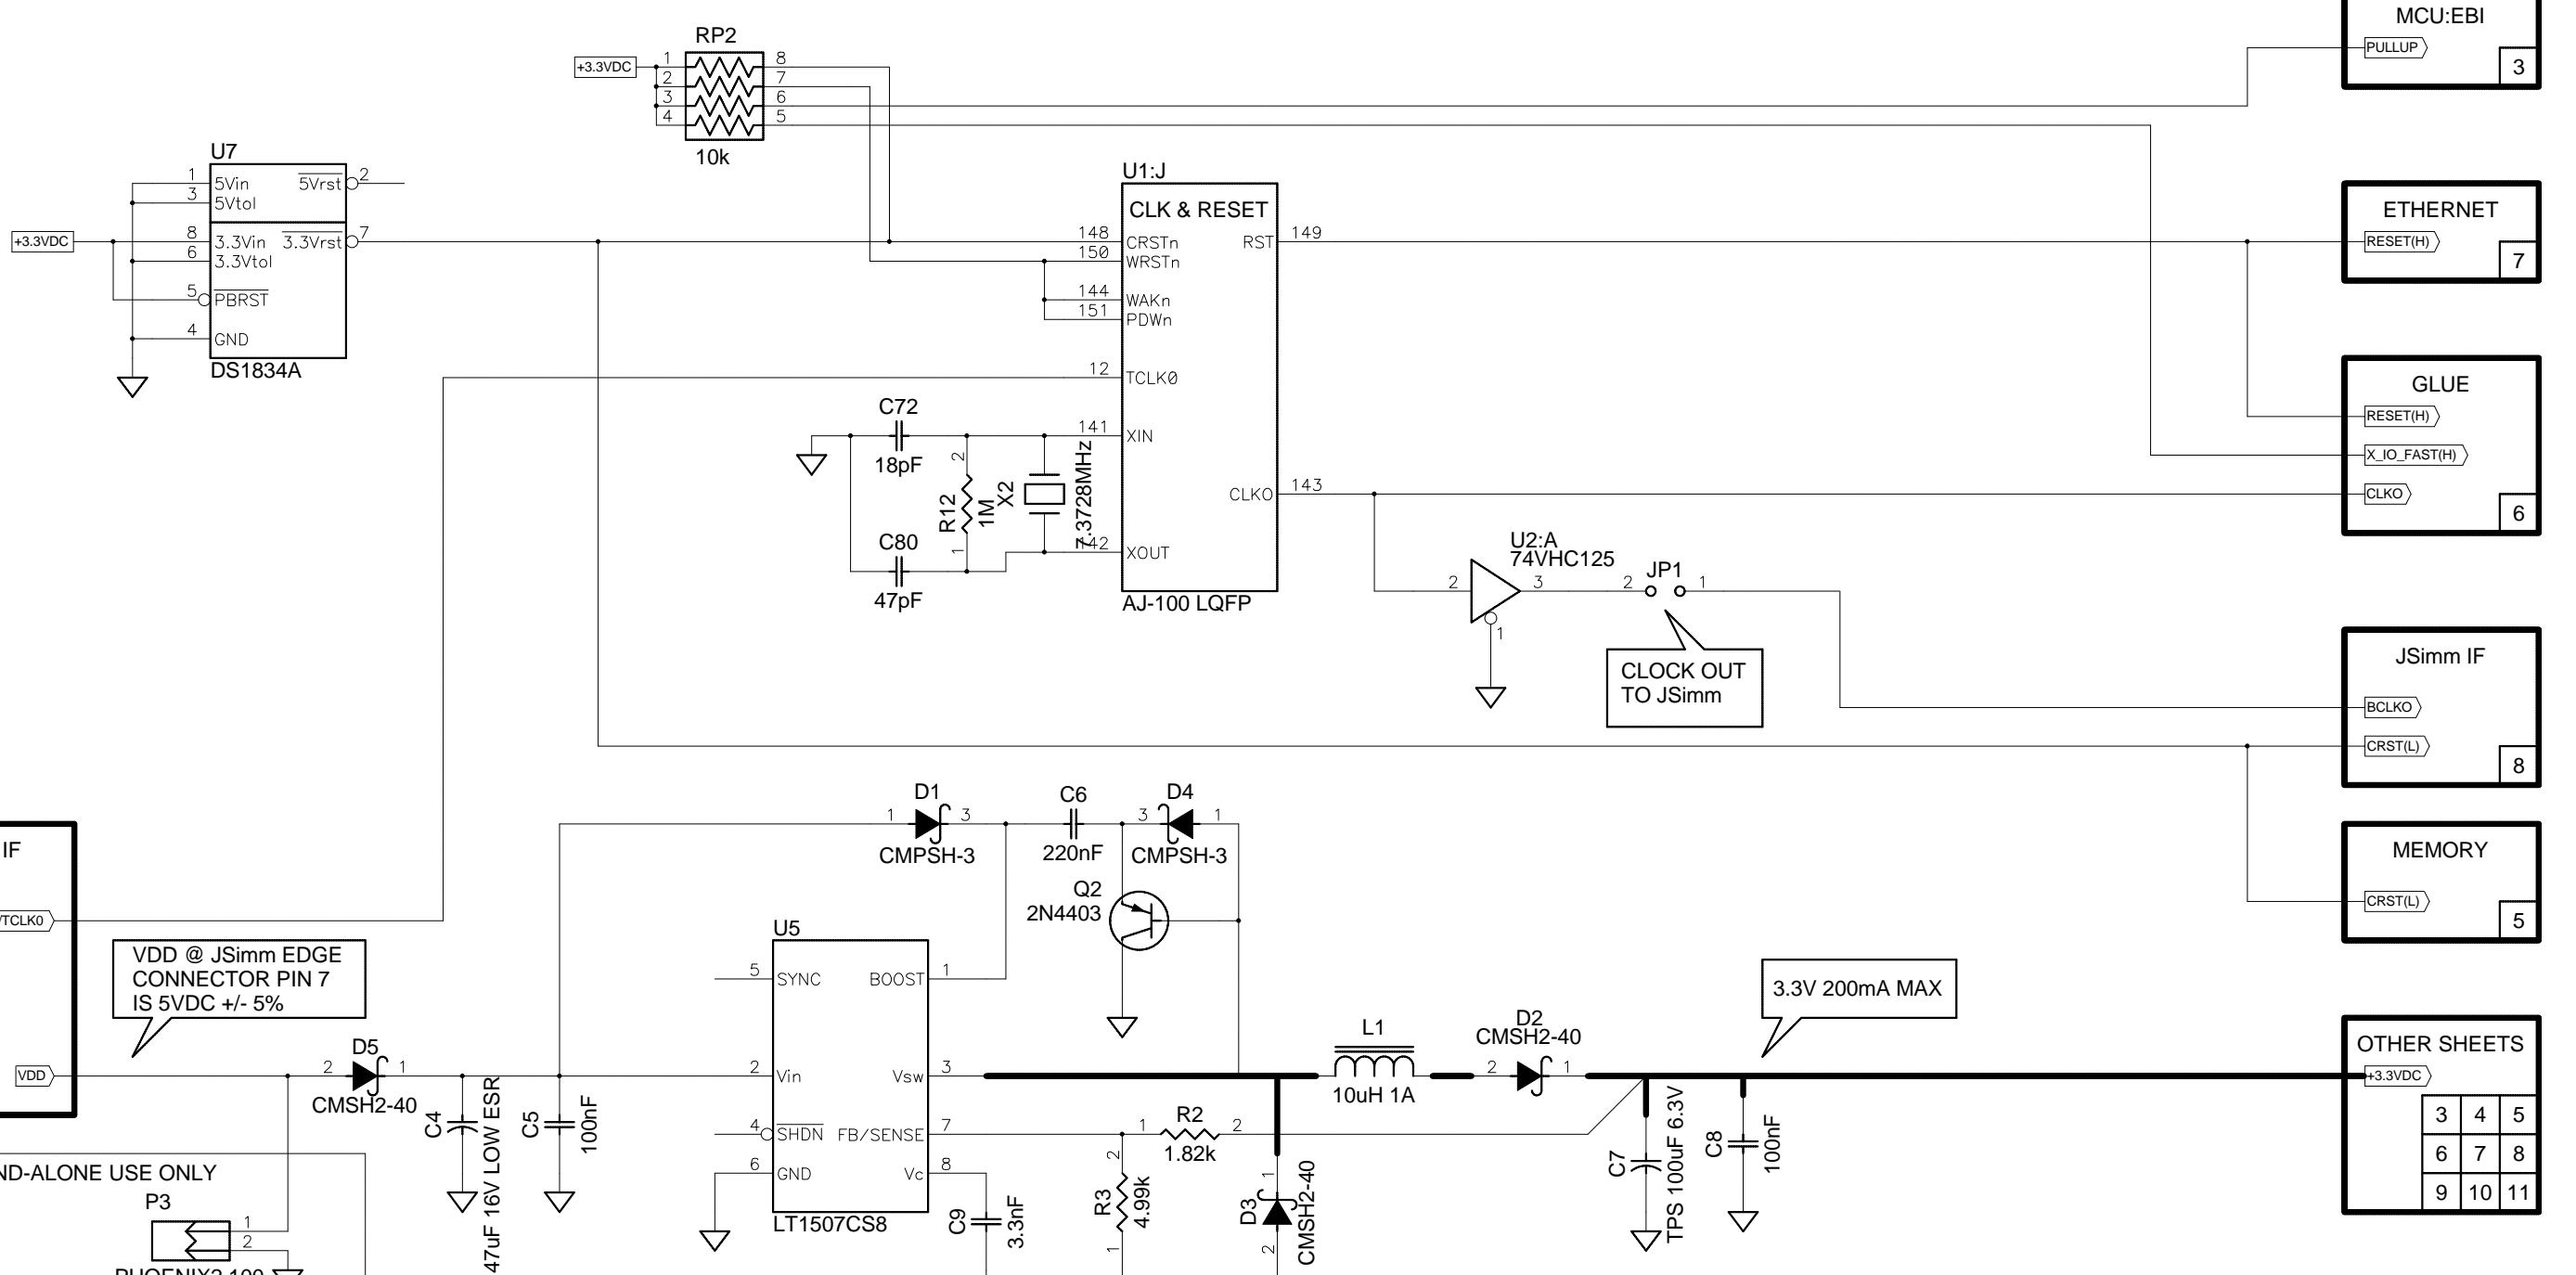 RP2
+3.3VDC
1 8
2 7
3 6
4 5
10k
MCU:EBI
PULLUP
3
U7
1 5Vin 5Vrst 2
3 5Vtol
+3.3VDC
8 3.3Vin 3.3Vrst 7
6 3.3Vtol
5 PBRST
4 GND
DS1834A
U1:J
CLK & RESET
148 CRSTn RST 149
150 WRSTn
144 WAKn
151 PDWn
12 TCLK0
141 XIN
CLKO 143
142 XOUT
AJ-100 LQFP
C72
18pF
C80
47pF
2
R12
1M
1
X2
7.3728MHz
ETHERNET
RESET(H)
7
GLUE
RESET(H)
X_IO_FAST(H)
CLKO
6
U2:A
74VHC125
2 3
1
2 JP1 1
CLOCK OUT
TO JSimm
JSimm IF
BCLKO
CRST(L)
8
MEMORY
CRST(L)
5
IF
/TCLK0
VDD
VDD @ JSimm EDGE
CONNECTOR PIN 7
IS 5VDC +/- 5%
D1
1 3
CMPSH-3
C6
220nF
D4
3 1
CMPSH-3
Q2
2N4403
D5
2 1
CMSH2-40
C4
47uF 16V LOW ESR
C5
100nF
U5
5 SYNC BOOST 1
2 Vin Vsw 3
4 SHDN FB/SENSE 7
6 GND Vc 8
LT1507CS8
C9
3.3nF
1 R2 2
1.82k
2
R3
4.99k
1
1
D3
CMSH2-40
2
L1
10uH 1A
D2
CMSH2-40
2 1
3.3V 200mA MAX
C7
TPS 100uF 6.3V
C8
100nF
OTHER SHEETS
+3.3VDC
3 4 5
6 7 8
9 10 11
ND-ALONE USE ONLY
P3
1
2